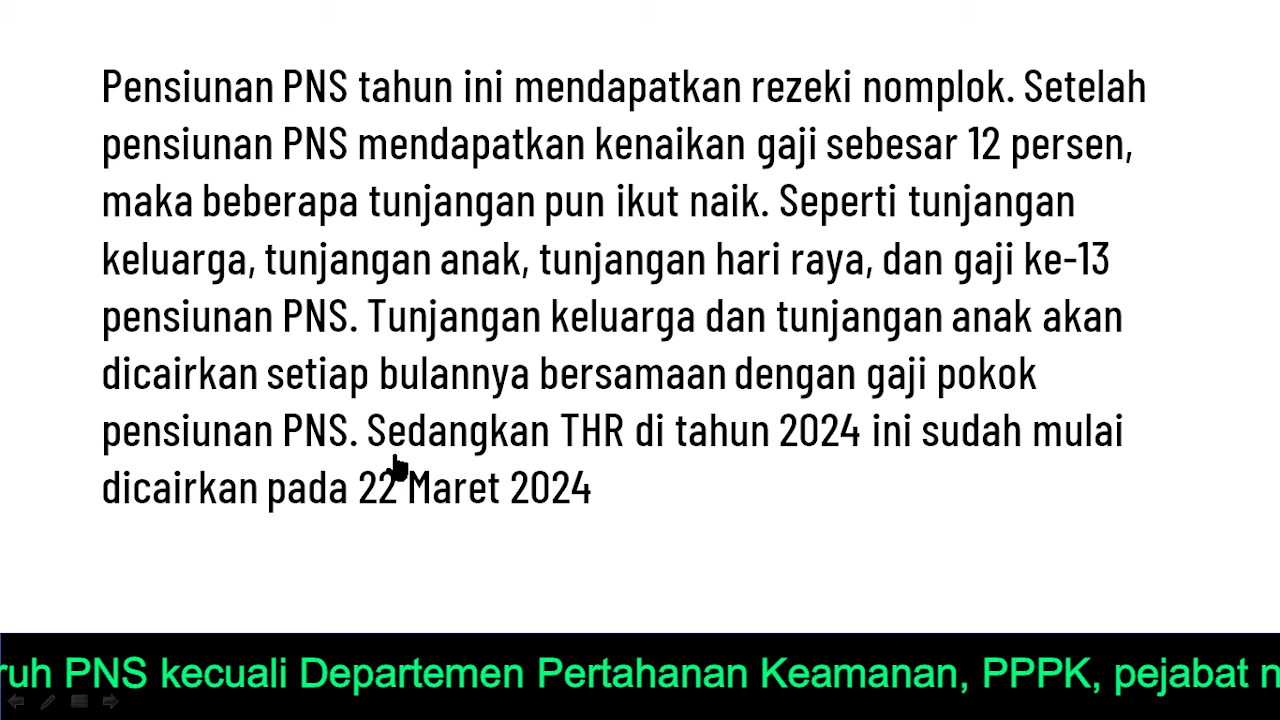 Pensiunan PNS tahun ini mendapatkan rezeki nomplok. Setelah
pensiunan PNS mendapatkan kenaikan gaji sebesar 12 persen,
maka beberapa tunjangan pun ikut naik. Seperti tunjangan
keluarga, tunjangan anak, tunjangan hari raya, dan gaji ke-13
pensiunan PNS. Tunjangan keluarga dan tunjangan anak akan
dicairkan setiap bulannya bersamaan dengan gaji pokok
pensiunan PNS. Sedangkan THR di tahun 2024 ini sudah mulai
dicairkan pada 22 Maret 2024
ruh PNS kecuali Departemen Pertahanan Keamanan, PPPK, pejabat n